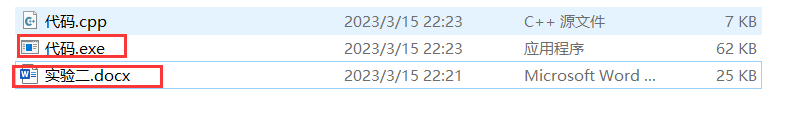 代码.cpp 2023/3/15 22:23 C++ 源文件 7 KB
代码.exe 2023/3/15 22:23 应用程序 62 KB
实验二.docx 2023/3/15 22:21 Microsoft Word ... 25 KB